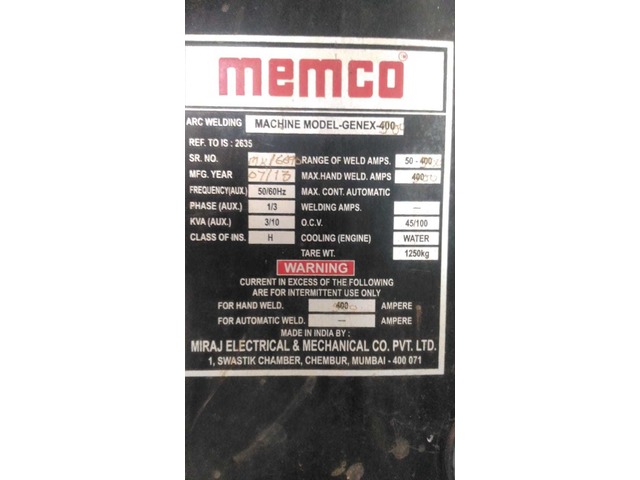 memco
ARC WELDING MACHINE MODEL-GENEX-400
REF. TO IS : 2635
SR. NO.
MFG. YEAR 07/13
FREQUENCY(AUX.) 50/60Hz
PHASE (AUX.) 1/3
KVA (AUX.) 3/10
CLASS OF INS. H
RANGE OF WELD AMPS. 50 - 400
MAX.HAND WELD. AMPS. 400
MAX. CONT. AUTOMATIC
WELDING AMPS. —
O.C.V. 45/100
COOLING (ENGINE) WATER
TARE WT. 1250kg
WARNING
CURRENT IN EXCESS OF THE FOLLOWING
ARE FOR INTERMITTENT USE ONLY
FOR HAND WELD. 400 AMPERE
FOR AUTOMATIC WELD. — AMPERE
MADE IN INDIA BY :
MIRAJ ELECTRICAL & MECHANICAL CO. PVT. LTD.
1, SWASTIK CHAMBER, CHEMBUR, MUMBAI - 400 071